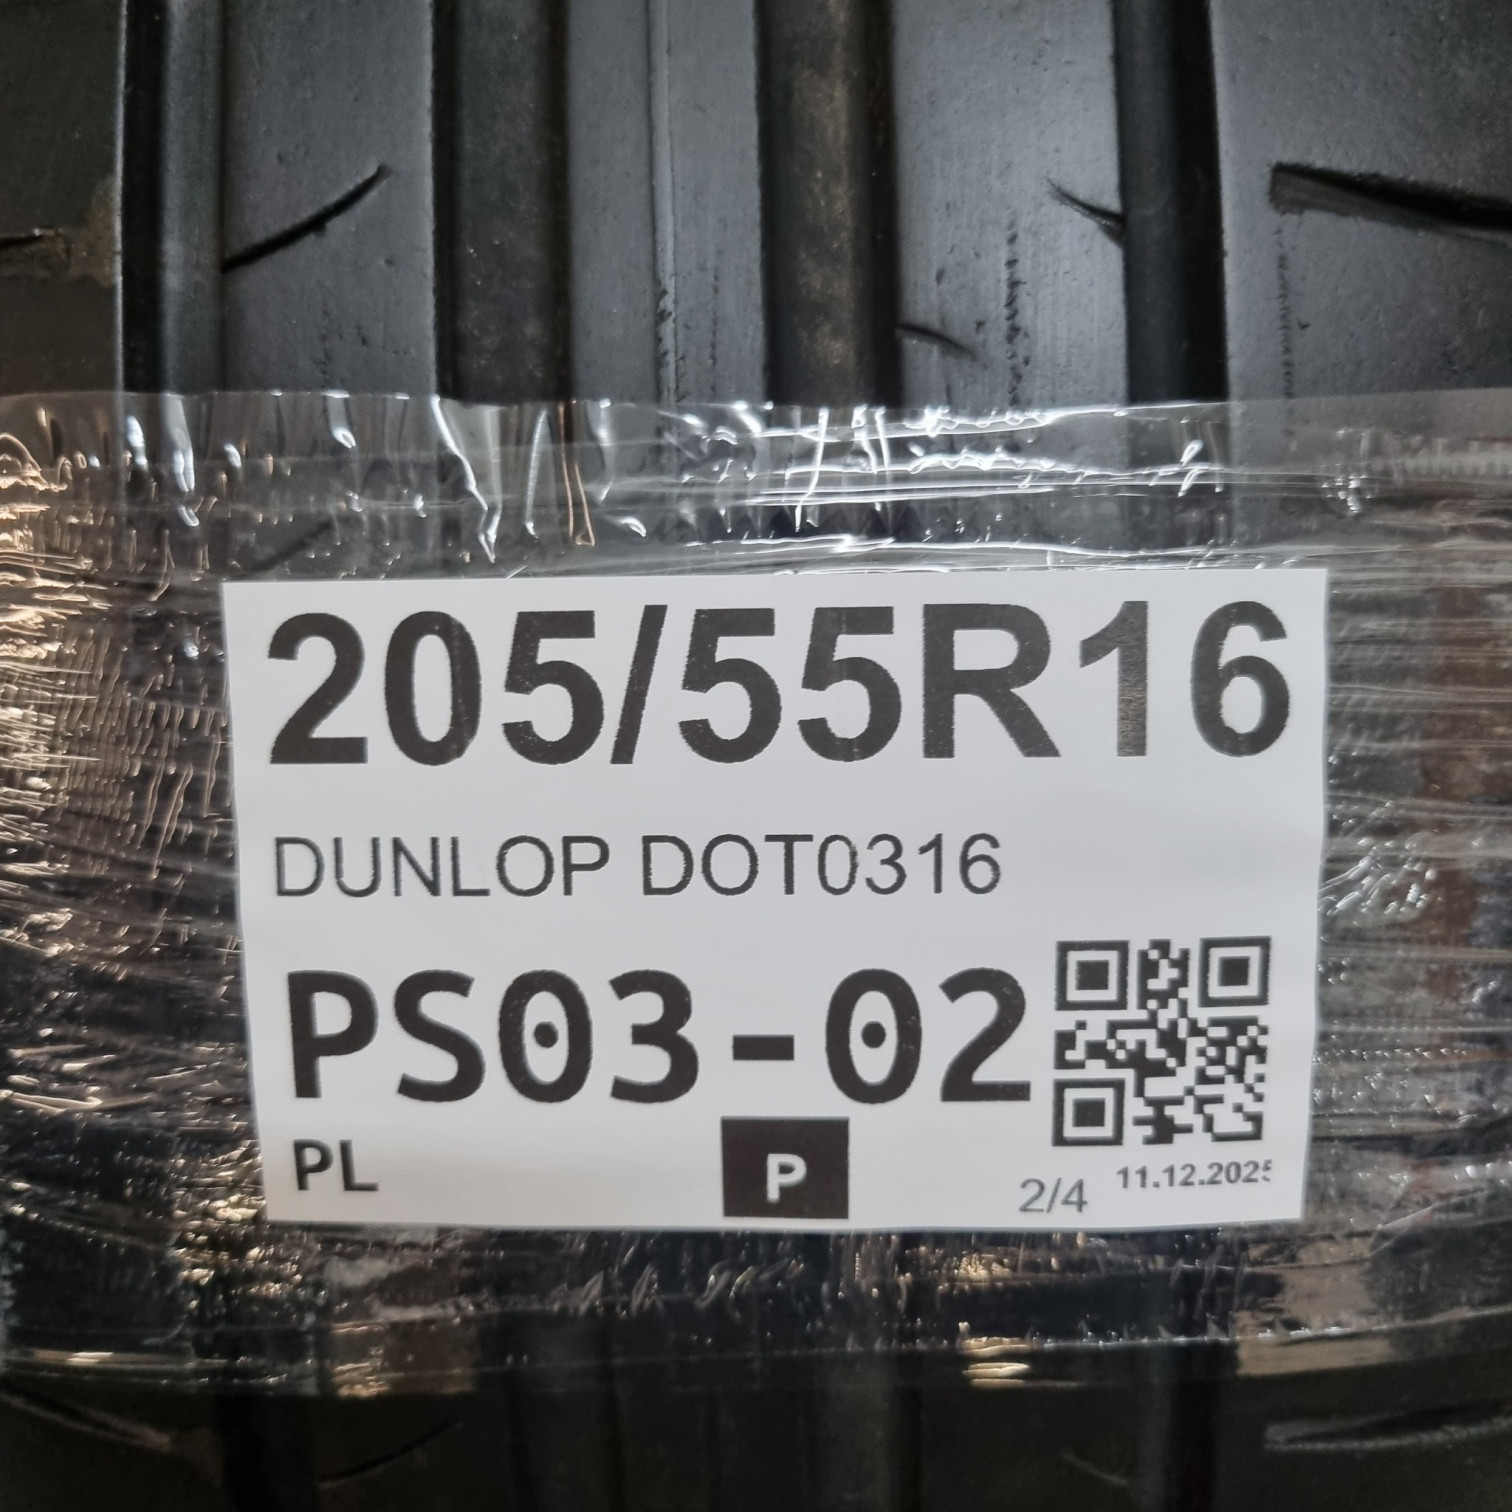 205/55R16
DUNLOP DOT0316
PS03-02
PL
P
2/4
11.12.2025